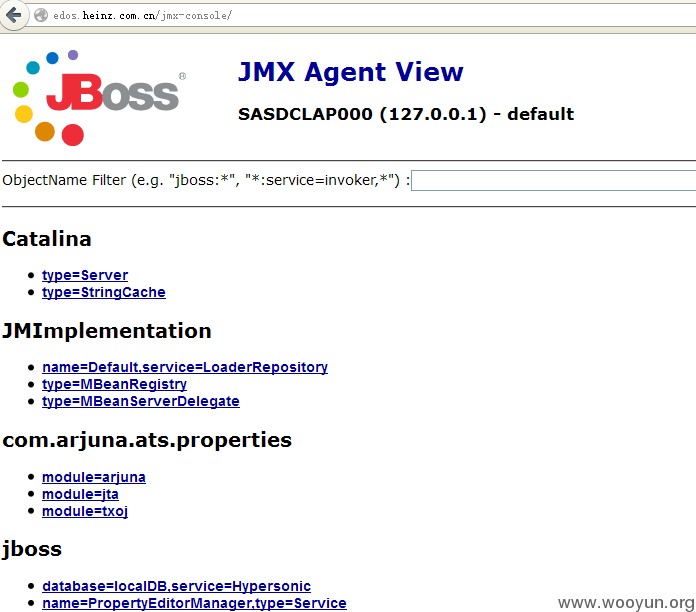 edos.heinz.com.cn/jmx-console/
JBoss®
JMX Agent View
SASDCLAP000 (127.0.0.1) - default
ObjectName Filter (e.g. "jboss:*", "*:service=invoker,*") :
Catalina
type=Server
type=StringCache
JMImplementation
name=Default,service=LoaderRepository
type=MBeanRegistry
type=MBeanServerDelegate
com.arjuna.ats.properties
module=arjuna
module=jta
module=txoj
jboss
database=localDB,service=Hypersonic
name=PropertyEditorManager,type=Service
www.wooyun.org